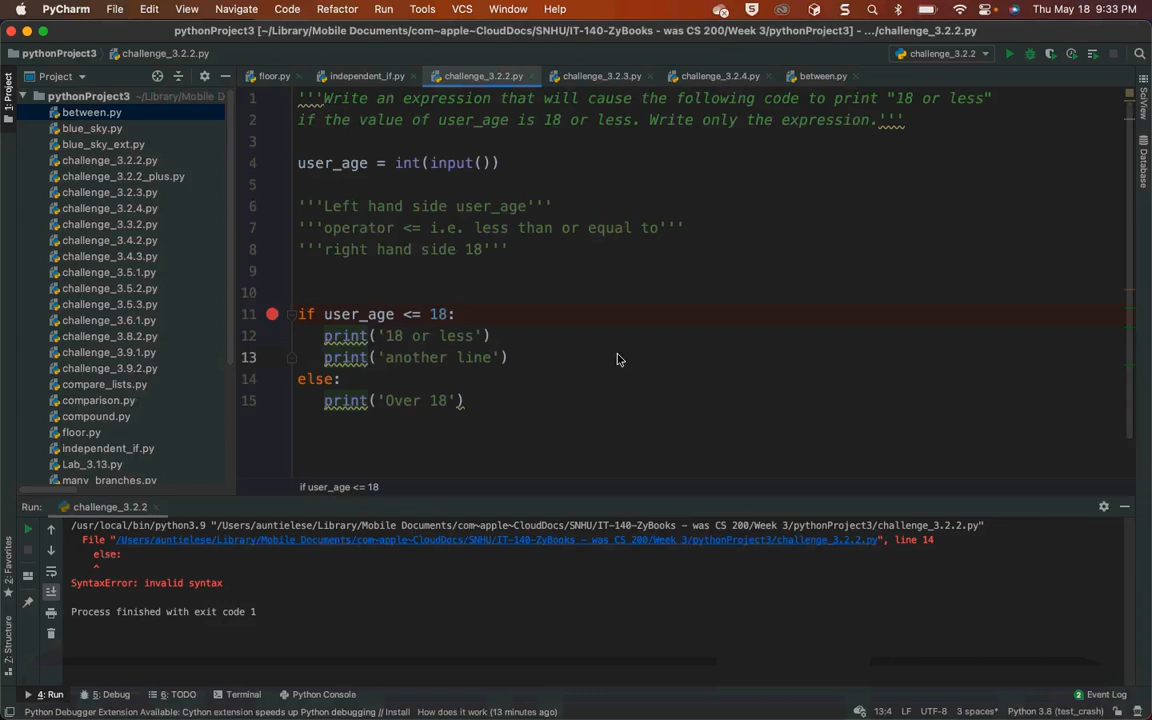 PyCharm File Edit View Navigate Code Refactor Run Tools VCS Window Help Thu May 18 9:33 PM
pythonProject3 [~/Library/Mobile Documents/com~apple~CloudDocs/SNHU/IT-140-ZyBooks - was CS 200/Week 3/pythonProject3] - .../challenge_3.2.2.py
pythonProject3 challenge_3.2.2.py challenge_3.2.2
Project floor.py independent_if.py challenge_3.2.2.py challenge_3.2.3.py challenge_3.2.4.py between.py
1: Project
SciView
Database
pythonProject3 ~/Library/Mobile D
between.py
blue_sky.py
blue_sky_ext.py
challenge_3.2.2.py
challenge_3.2.2_plus.py
challenge_3.2.3.py
challenge_3.2.4.py
challenge_3.3.2.py
challenge_3.4.2.py
challenge_3.4.3.py
challenge_3.5.1.py
challenge_3.5.2.py
challenge_3.5.3.py
challenge_3.6.1.py
challenge_3.8.2.py
challenge_3.9.1.py
challenge_3.9.2.py
compare_lists.py
comparison.py
compound.py
floor.py
independent_if.py
Lab_3.13.py
many_branches.py
1 '''Write an expression that will cause the following code to print "18 or less"
2 if the value of user_age is 18 or less. Write only the expression.'''
3
4 user_age = int(input())
5
6 '''Left hand side user_age'''
7 '''operator <= i.e. less than or equal to'''
8 '''right hand side 18'''
9
10
11 if user_age <= 18:
12 print('18 or less')
13 print('another line')
14 else:
15 print('Over 18')
if user_age <= 18
Run: challenge_3.2.2
/usr/local/bin/python3.9 "/Users/auntielese/Library/Mobile Documents/com~apple~CloudDocs/SNHU/IT-140-ZyBooks - was CS 200/Week 3/pythonProject3/challenge_3.2.2.py"
File "/Users/auntielese/Library/Mobile Documents/com~apple~CloudDocs/SNHU/IT-140-ZyBooks - was CS 200/Week 3/pythonProject3/challenge_3.2.2.py", line 14
else:
^
SyntaxError: invalid syntax
Process finished with exit code 1
2: Favorites
7: Structure
4: Run 5: Debug 6: TODO Terminal Python Console 2 Event Log
Python Debugger Extension Available: Cython extension speeds up Python debugging // Install How does it work (13 minutes ago) 13:4 LF UTF-8 3 spaces* Python 3.8 (test_crash)